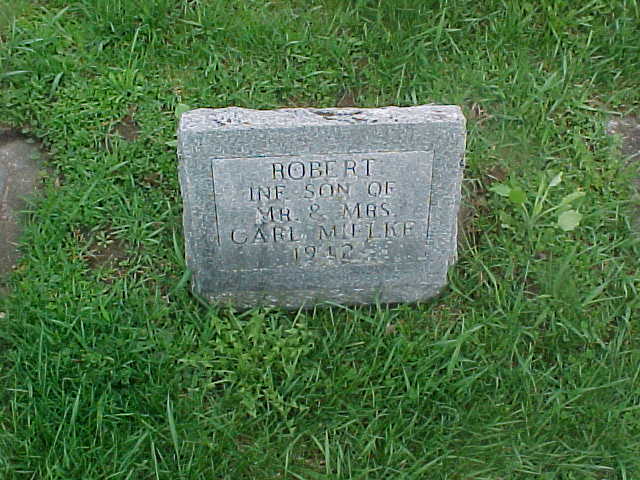 ROBERT
INF. SON OF
MR. & MRS.
CARL MIELKE
1942